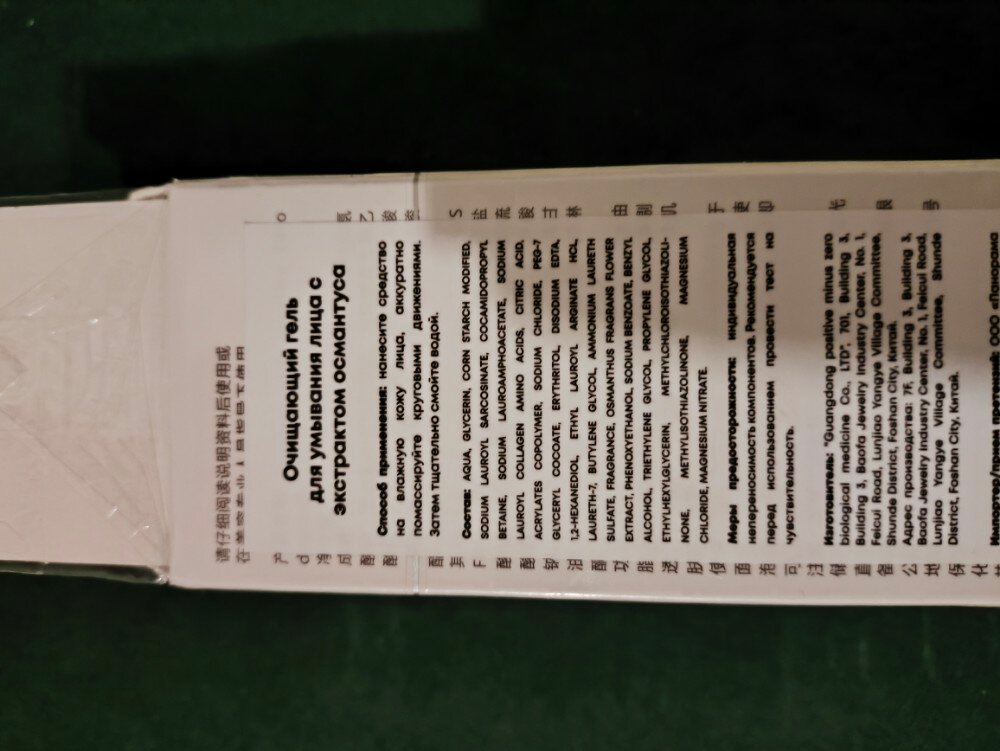 请仔细阅读说明资料后使用或
Очищающий гель
для умывания лица с
экстрактом османтуса
Способ применения: нанесите средство
на влажную кожу лица, аккуратно
помассируйте круговыми движениями.
Затем тщательно смойте водой.
Состав: AQUA, GLYCERIN, CORN STARCH MODIFIED,
SODIUM LAUROYL SARCOSINATE, COCAMIDOPROPYL
BETAINE, SODIUM LAUROAMPHOACETATE, SODIUM
LAUROYL COLLAGEN AMINO ACIDS, CITRIC ACID,
ACRYLATES COPOLYMER, SODIUM CHLORIDE, PEG-7
GLYCERYL COCOATE, ERYTHRITOL, DISODIUM EDTA,
1,2-HEXANEDIOL, ETHYL LAUROYL ARGINATE HCL,
LAURETH-7, BUTYLENE GLYCOL, AMMONIUM LAURETH
SULFATE, FRAGRANCE, OSMANTHUS FRAGRANS FLOWER
EXTRACT, PHENOXYETHANOL, SODIUM BENZOATE, BENZYL
ALCOHOL, TRIETHYLENE GLYCOL, PROPYLENE GLYCOL,
ETHYLHEXYLGLYCERIN, METHYLCHLOROISOTHIAZOLI-
NONE, METHYLISOTHIAZOLINONE, MAGNESIUM
CHLORIDE, MAGNESIUM NITRATE.
Меры предосторожности: индивидуальная
непереносимость компонентов. Рекомендуется
перед использованием провести тест на
чувствительность.
Изготовитель: "Guangdong positive minus zero
biological medicine Co., LTD". 701, Building 3,
Building 3, Baofa Jewelry Industry Center, No. 1,
Feicui Road, Lunjiao Yangye Village Committee,
Shunde District, Foshan City, Китай.
Адрес производства: 7F, Building 3, Building 3,
Baofa Jewelry Industry Center, No. 1, Feicui Road,
Lunjiao Yangye Village Committee, Shunde
District, Foshan City, Китай.